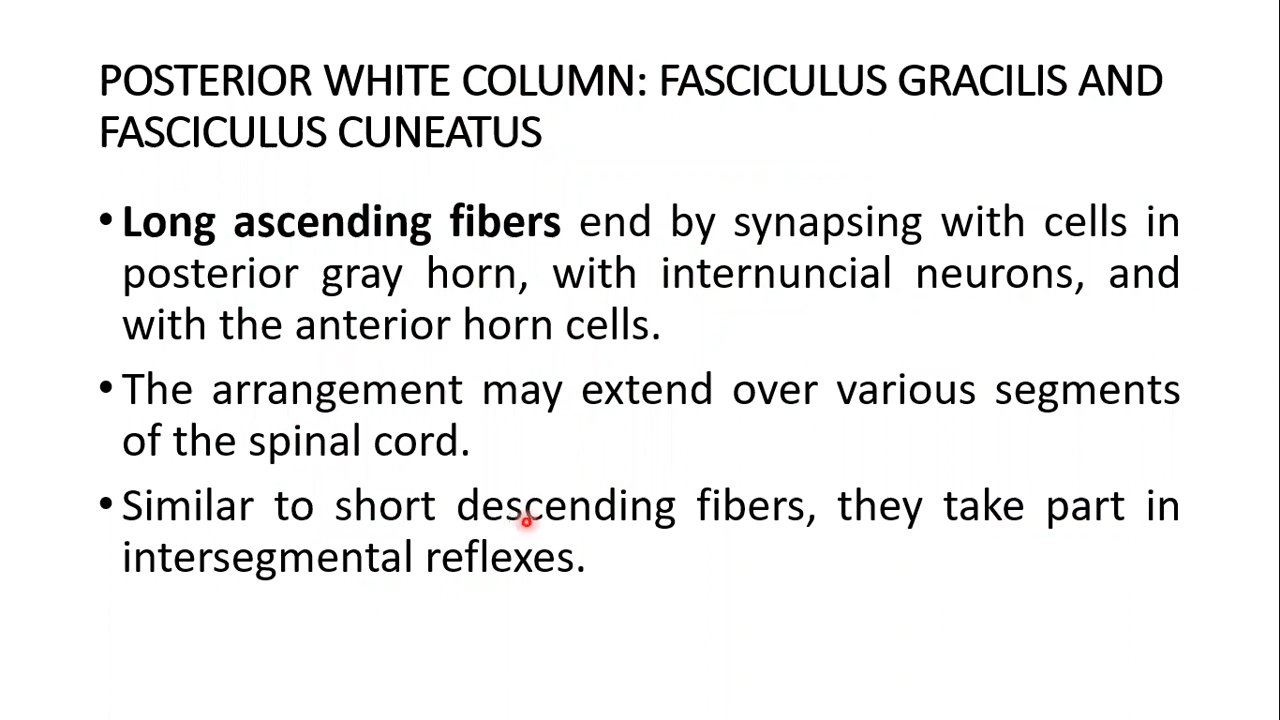 POSTERIOR WHITE COLUMN: FASCICULUS GRACILIS AND
FASCICULUS CUNEATUS
•Long ascending fibers end by synapsing with cells in
posterior gray horn, with internuncial neurons, and
with the anterior horn cells.
•The arrangement may extend over various segments
of the spinal cord.
•Similar to short descending fibers, they take part in
intersegmental reflexes.